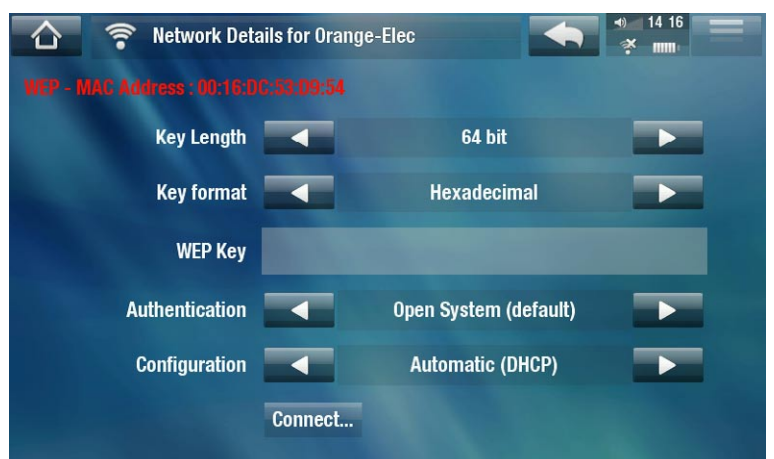 Network Details for Orange-Elec
14 16
WEP - MAC Address : 00:16:DC:53:D9:54
Key Length 64 bit
Key format Hexadecimal
WEP Key
Authentication Open System (default)
Configuration Automatic (DHCP)
Connect...